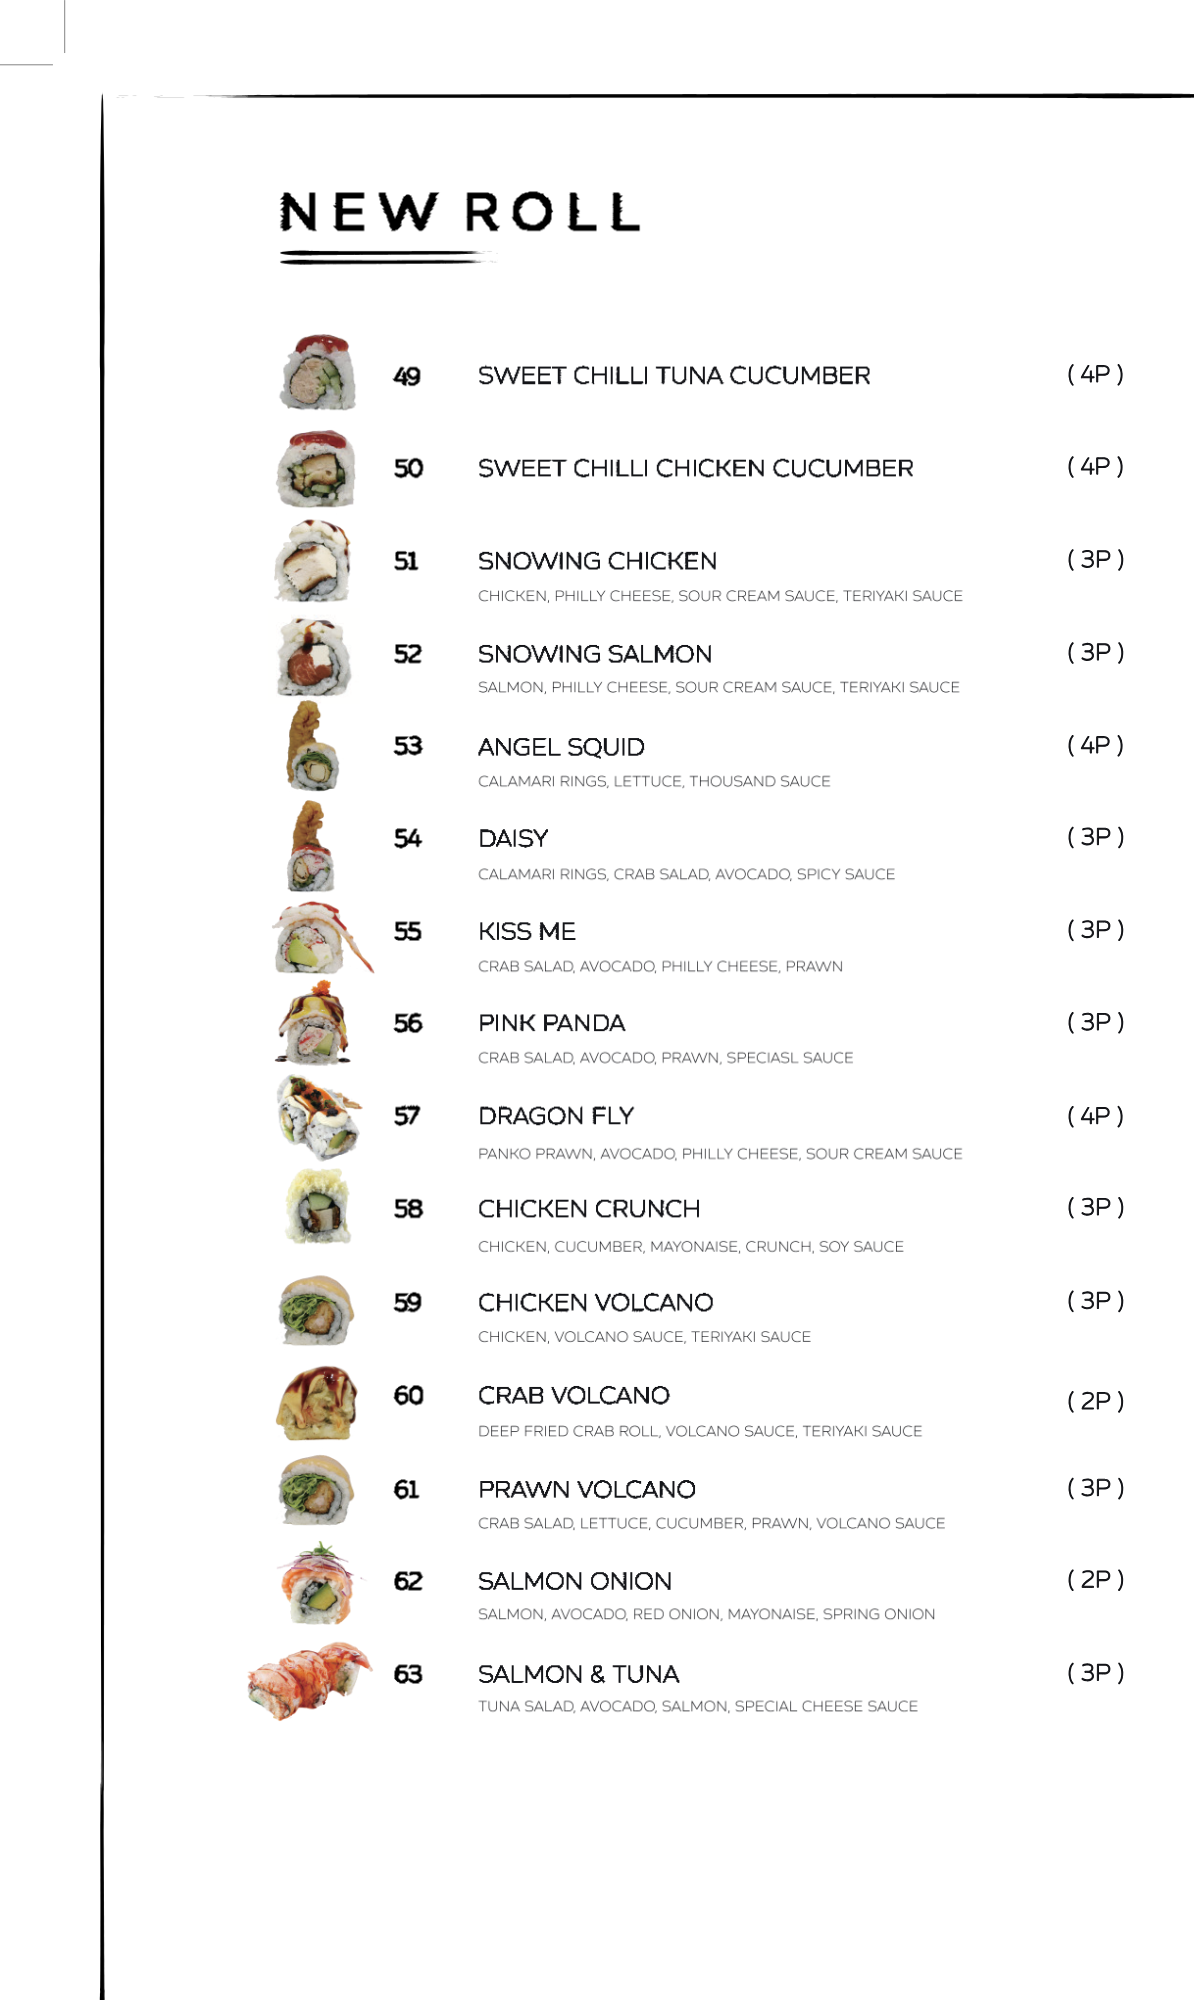 NEW ROLL
49 SWEET CHILLI TUNA CUCUMBER ( 4P )
50 SWEET CHILLI CHICKEN CUCUMBER ( 4P )
51 SNOWING CHICKEN ( 3P )
CHICKEN, PHILLY CHEESE, SOUR CREAM SAUCE, TERIYAKI SAUCE
52 SNOWING SALMON ( 3P )
SALMON, PHILLY CHEESE, SOUR CREAM SAUCE, TERIYAKI SAUCE
53 ANGEL SQUID ( 4P )
CALAMARI RINGS, LETTUCE, THOUSAND SAUCE
54 DAISY ( 3P )
CALAMARI RINGS, CRAB SALAD, AVOCADO, SPICY SAUCE
55 KISS ME ( 3P )
CRAB SALAD, AVOCADO, PHILLY CHEESE, PRAWN
56 PINK PANDA ( 3P )
CRAB SALAD, AVOCADO, PRAWN, SPECIASL SAUCE
57 DRAGON FLY ( 4P )
PANKO PRAWN, AVOCADO, PHILLY CHEESE, SOUR CREAM SAUCE
58 CHICKEN CRUNCH ( 3P )
CHICKEN, CUCUMBER, MAYONAISE, CRUNCH, SOY SAUCE
59 CHICKEN VOLCANO ( 3P )
CHICKEN, VOLCANO SAUCE, TERIYAKI SAUCE
60 CRAB VOLCANO ( 2P )
DEEP FRIED CRAB ROLL, VOLCANO SAUCE, TERIYAKI SAUCE
61 PRAWN VOLCANO ( 3P )
CRAB SALAD, LETTUCE, CUCUMBER, PRAWN, VOLCANO SAUCE
62 SALMON ONION ( 2P )
SALMON, AVOCADO, RED ONION, MAYONAISE, SPRING ONION
63 SALMON & TUNA ( 3P )
TUNA SALAD, AVOCADO, SALMON, SPECIAL CHEESE SAUCE